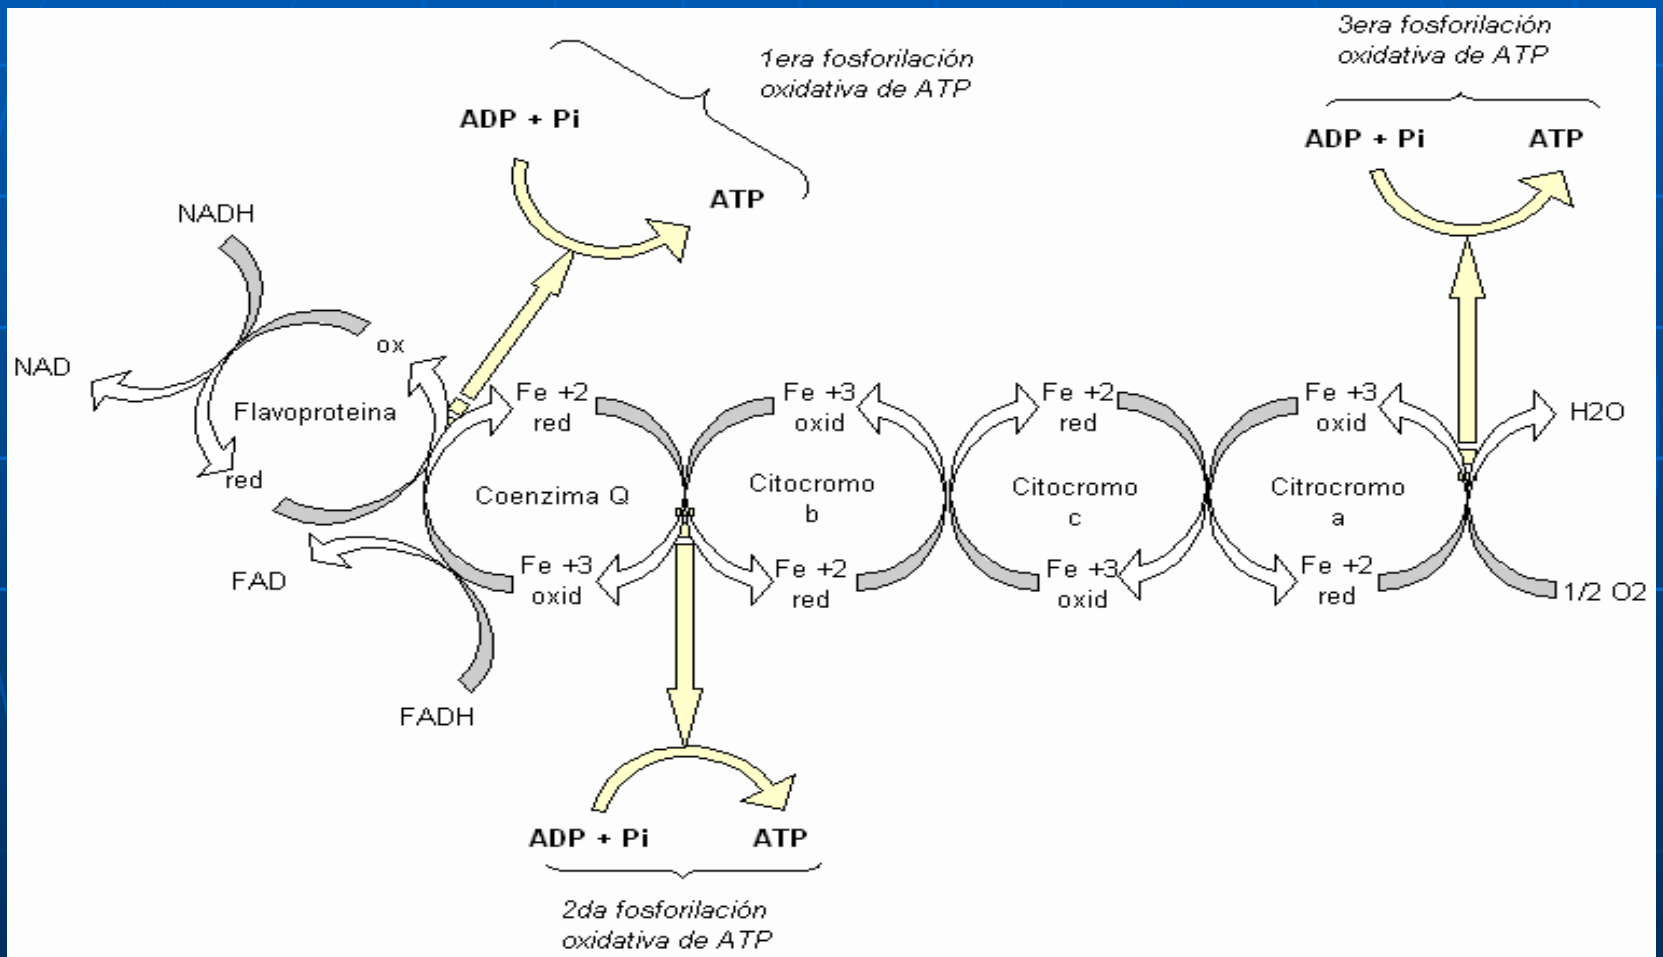 1era fosforilación
oxidativa de ATP
3era fosforilación
oxidativa de ATP
ADP + Pi
ATP
ADP + Pi
ATP
NADH
NAD
ox
Flavoproteina
red
Fe +2
red
Coenzima Q
Fe +3
oxid
Fe +3
oxid
Citocromo
b
Fe +2
red
Fe +2
red
Citocromo
c
Fe +3
oxid
Fe +3
oxid
Citrocromo
a
Fe +2
red
H2O
1/2 O2
FAD
FADH
ADP + Pi
ATP
2da fosforilación
oxidativa de ATP